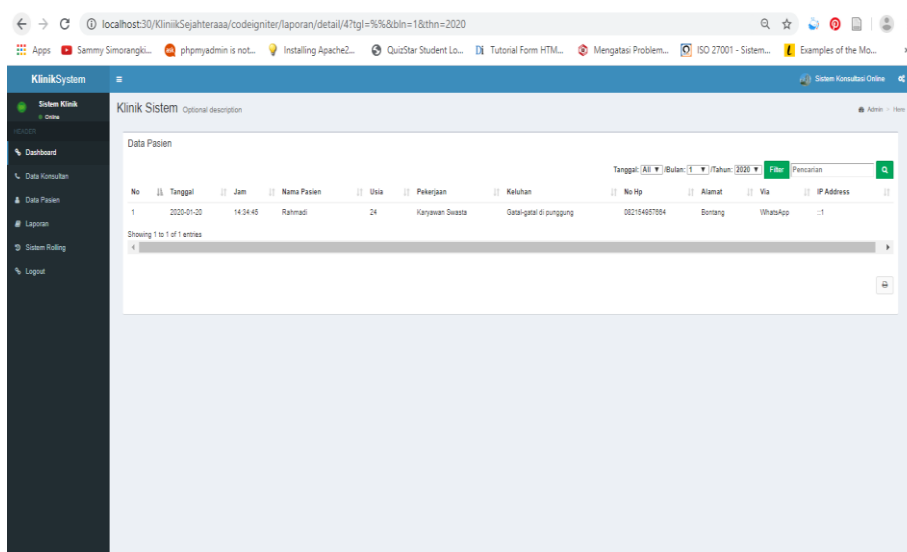 localhost:30/KliniikSejahteraaa/codeigniter/laporan/detail/4?tgl=%%&bln=1&thn=2020
Apps Sammy Simorangki... phpmyadmin is not... Installing Apache2... QuizStar Student Lo... Tutorial Form HTM... Mengatasi Problem... ISO 27001 - Sistem... Examples of the Mo...
KlinikSystem Sistem Konsultasi Online
Sistem Klinik
Online
Klinik Sistem Optional description
Admin > Hom
HEADER
Dashboard
Data Konsultan
Data Pasien
Laporan
Sistem Rolling
Logout
Data Pasien
Tanggal: All /Bulan: 1 /Tahun: 2020 Filter Pencarian
No Tanggal Jam Nama Pasien Usia Pekerjaan Keluhan No Hp Alamat Via IP Address
1 2020-01-20 14:34:45 Rahmadi 24 Karyawan Swasta Gatal-gatal di punggung 082154957664 Bontang WhatsApp ::1
Showing 1 to 1 of 1 entries